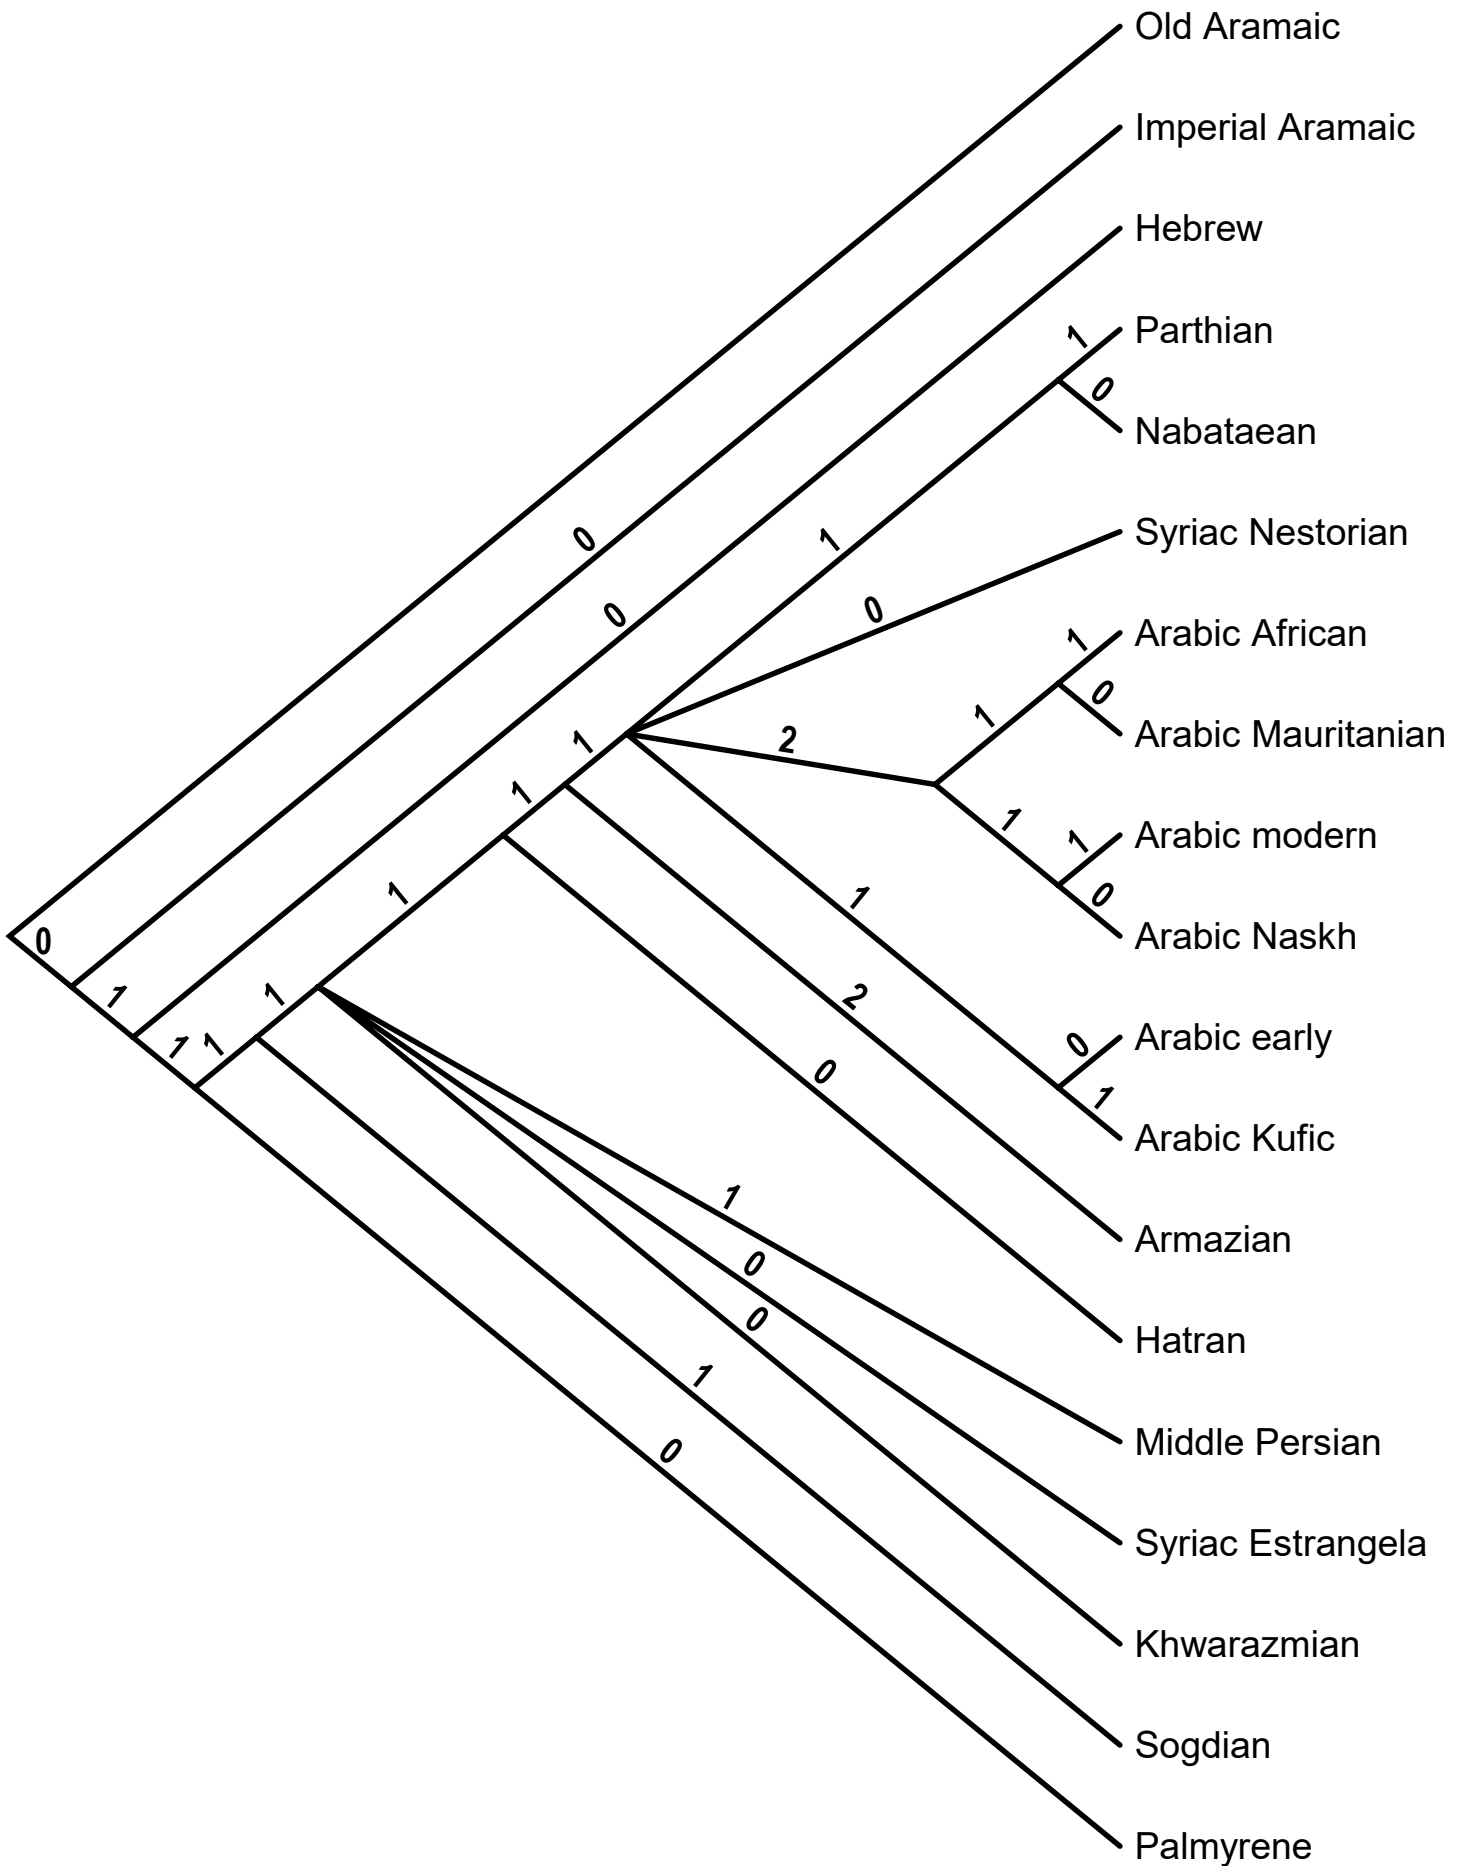 Old Aramaic
Imperial Aramaic
Hebrew
1
Parthian
0
Nabataean
0
1
Syriac Nestorian
0
0
1
Arabic African
0
1
2
1
Arabic Mauritanian
1
1
1
Arabic modern
1
1
0
0
Arabic Naskh
1
1
2
1
1
0
Arabic early
0
1
Arabic Kufic
1
Armazian
0
0
Hatran
1
Middle Persian
0
Syriac Estrangela
Khwarazmian
Sogdian
Palmyrene